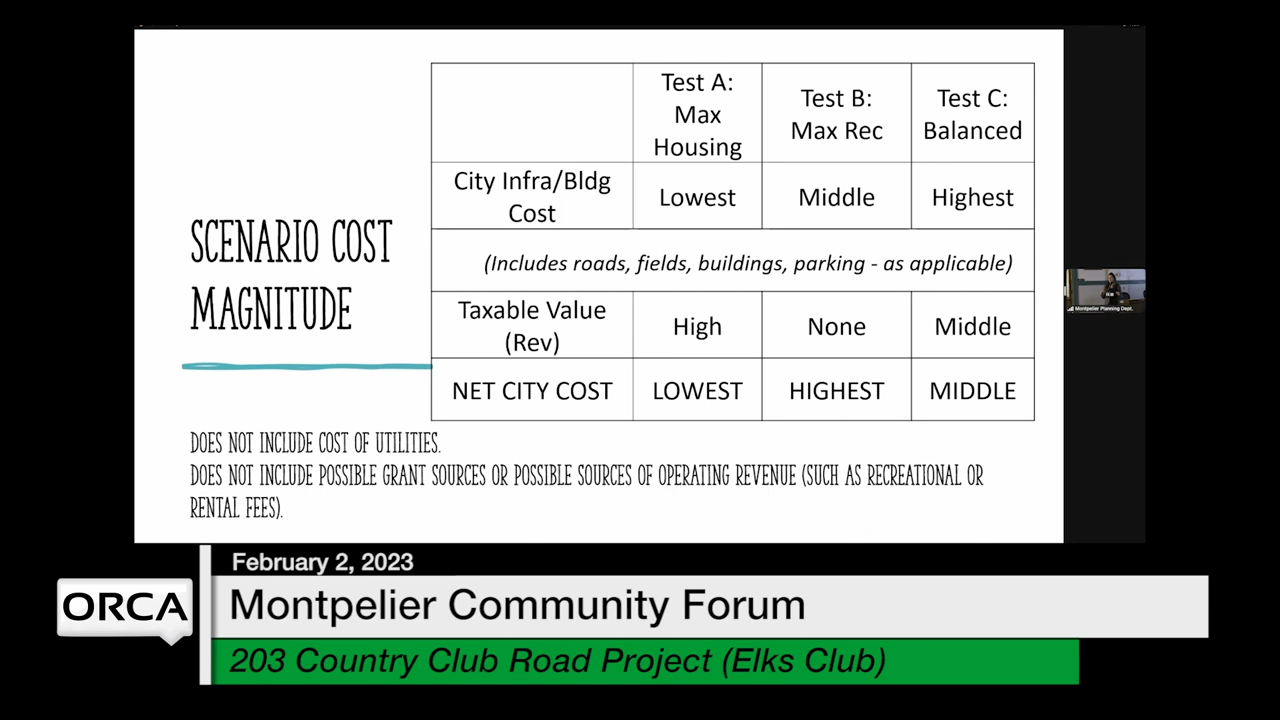 SCENARIO COST
MAGNITUDE
Test A:
Max
Housing
Test B:
Max Rec
Test C:
Balanced
City Infra/Bldg
Cost
Lowest
Middle
Highest
(Includes roads, fields, buildings, parking - as applicable)
Taxable Value
(Rev)
High
None
Middle
NET CITY COST
LOWEST
HIGHEST
MIDDLE
DOES NOT INCLUDE COST OF UTILITIES.
DOES NOT INCLUDE POSSIBLE GRANT SOURCES OR POSSIBLE SOURCES OF OPERATING REVENUE (SUCH AS RECREATIONAL OR
RENTAL FEES).
Montpelier Planning Dept.
February 2, 2023
ORCA
Montpelier Community Forum
203 Country Club Road Project (Elks Club)